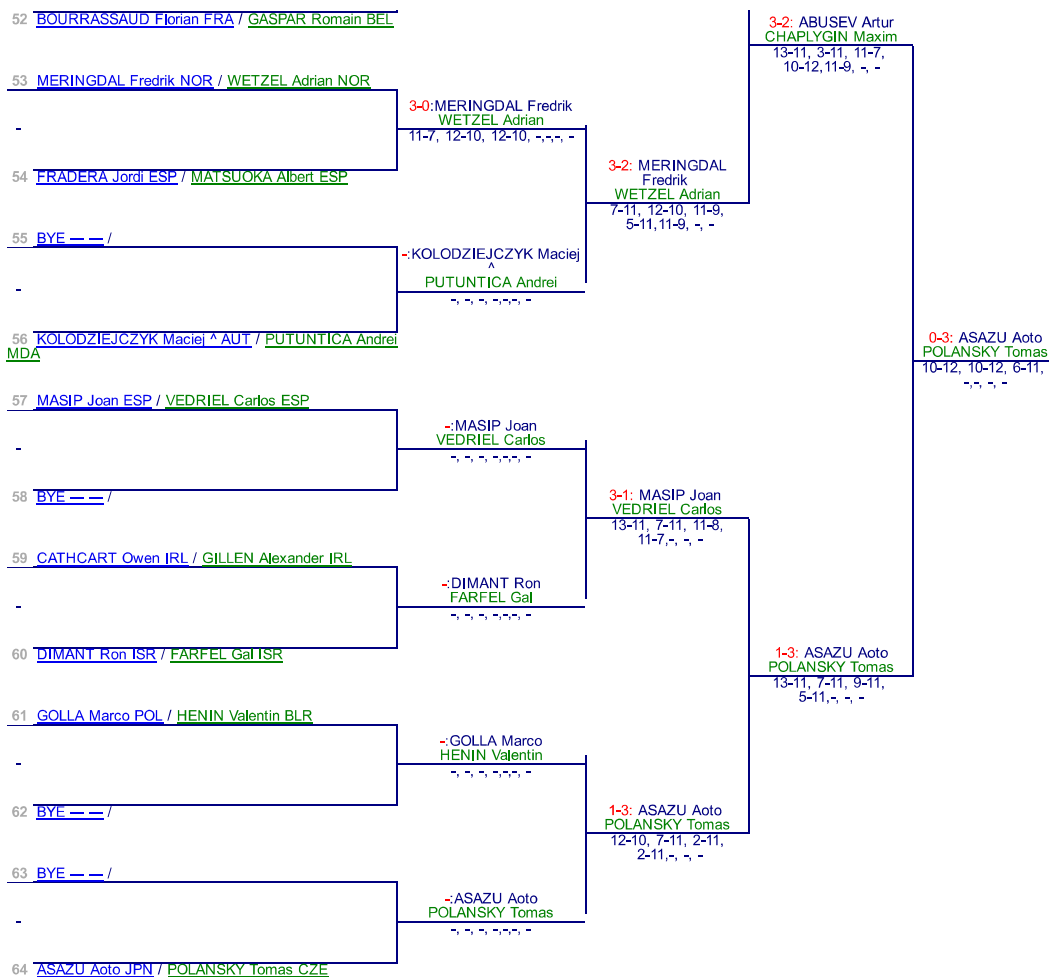 52 BOURRASSAUD Florian FRA / GASPAR Romain BEL
53 MERINGDAL Fredrik NOR / WETZEL Adrian NOR
-
54 FRADERA Jordi ESP / MATSUOKA Albert ESP
55 BYE — — /
-
56 KOLODZIEJCZYK Maciej ^ AUT / PUTUNTICA Andrei
MDA
57 MASIP Joan ESP / VEDRIEL Carlos ESP
-
58 BYE — — /
59 CATHCART Owen IRL / GILLEN Alexander IRL
-
60 DIMANT Ron ISR / FARFEL Gal ISR
61 GOLLA Marco POL / HENIN Valentin BLR
-
62 BYE — — /
63 BYE — — /
-
64 ASAZU Aoto JPN / POLANSKY Tomas CZE
3-0:MERINGDAL Fredrik
WETZEL Adrian
11-7, 12-10, 12-10, -,-,-, -
-:KOLODZIEJCZYK Maciej
^
PUTUNTICA Andrei
-, -, -, -,-,-, -
-:MASIP Joan
VEDRIEL Carlos
-, -, -, -,-,-, -
-:DIMANT Ron
FARFEL Gal
-, -, -, -,-,-, -
-:GOLLA Marco
HENIN Valentin
-, -, -, -,-,-, -
-:ASAZU Aoto
POLANSKY Tomas
-, -, -, -,-,-, -
3-2: MERINGDAL
Fredrik
WETZEL Adrian
7-11, 12-10, 11-9,
5-11,11-9, -, -
3-1: MASIP Joan
VEDRIEL Carlos
13-11, 7-11, 11-8,
11-7,-, -, -
1-3: ASAZU Aoto
POLANSKY Tomas
12-10, 7-11, 2-11,
2-11,-, -, -
3-2: ABUSEV Artur
CHAPLYGIN Maxim
13-11, 3-11, 11-7,
10-12,11-9, -, -
1-3: ASAZU Aoto
POLANSKY Tomas
13-11, 7-11, 9-11,
5-11,-, -, -
0-3: ASAZU Aoto
POLANSKY Tomas
10-12, 10-12, 6-11,
-,-, -, -